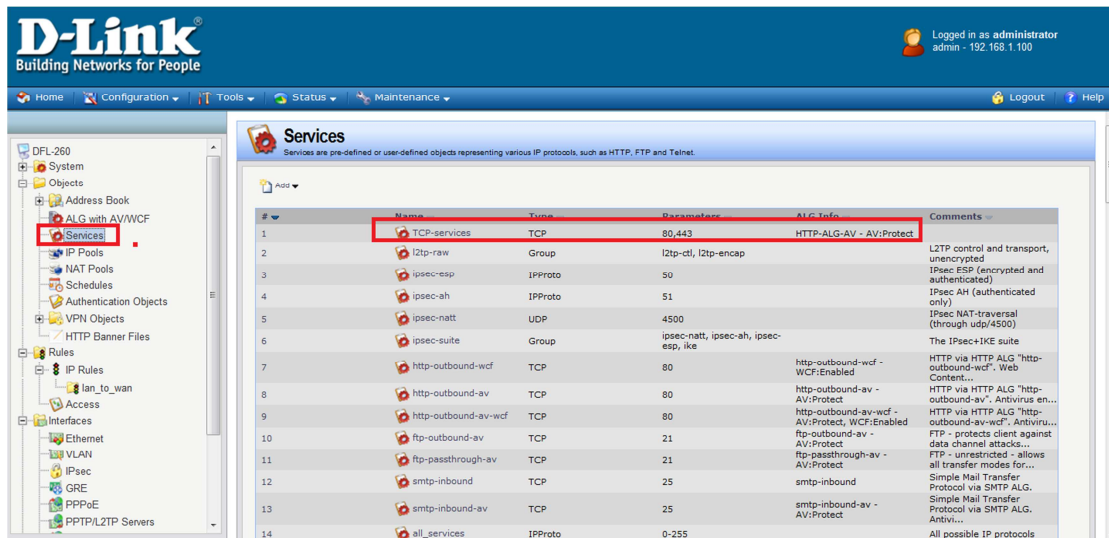 D-Link®
Building Networks for People
Logged in as administrator
admin - 192.168.1.100
Home Configuration Tools Status Maintenance Logout Help
DFL-260
System
Objects
Address Book
ALG with AV/WCF
Services
IP Pools
NAT Pools
Schedules
Authentication Objects
VPN Objects
HTTP Banner Files
Rules
IP Rules
lan_to_wan
Access
Interfaces
Ethernet
VLAN
IPsec
GRE
PPPoE
PPTP/L2TP Servers
Services
Services are pre-defined or user-defined objects representing various IP protocols, such as HTTP, FTP and Telnet.
Add
# Name Type Parameters ALG Info Comments
1 TCP-services TCP 80,443 HTTP-ALG-AV - AV:Protect
2 l2tp-raw Group l2tp-ctl, l2tp-encap L2TP control and transport,
unencrypted
3 ipsec-esp IPProto 50 IPsec ESP (encrypted and
authenticated)
4 ipsec-ah IPProto 51 IPsec AH (authenticated
only)
5 ipsec-natt UDP 4500 IPsec NAT-traversal
(through udp/4500)
6 ipsec-suite Group ipsec-natt, ipsec-ah, ipsec-
esp, ike The IPsec+IKE suite
7 http-outbound-wcf TCP 80 http-outbound-wcf -
WCF:Enabled HTTP via HTTP ALG "http-
outbound-wcf". Web
Content...
8 http-outbound-av TCP 80 http-outbound-av -
AV:Protect HTTP via HTTP ALG "http-
outbound-av". Antivirus en...
9 http-outbound-av-wcf TCP 80 http-outbound-av-wcf -
AV:Protect, WCF:Enabled HTTP via HTTP ALG "http-
outbound-av-wcf". Antiviru...
10 ftp-outbound-av TCP 21 ftp-outbound-av -
AV:Protect FTP - protects client against
data channel attacks...
11 ftp-passthrough-av TCP 21 ftp-passthrough-av -
AV:Protect FTP - unrestricted - allows
all transfer modes for...
12 smtp-inbound TCP 25 smtp-inbound Simple Mail Transfer
Protocol via SMTP ALG.
13 smtp-inbound-av TCP 25 smtp-inbound-av -
AV:Protect Simple Mail Transfer
Protocol via SMTP ALG.
Antivi...
14 all_services IPProto 0-255 All possible IP protocols